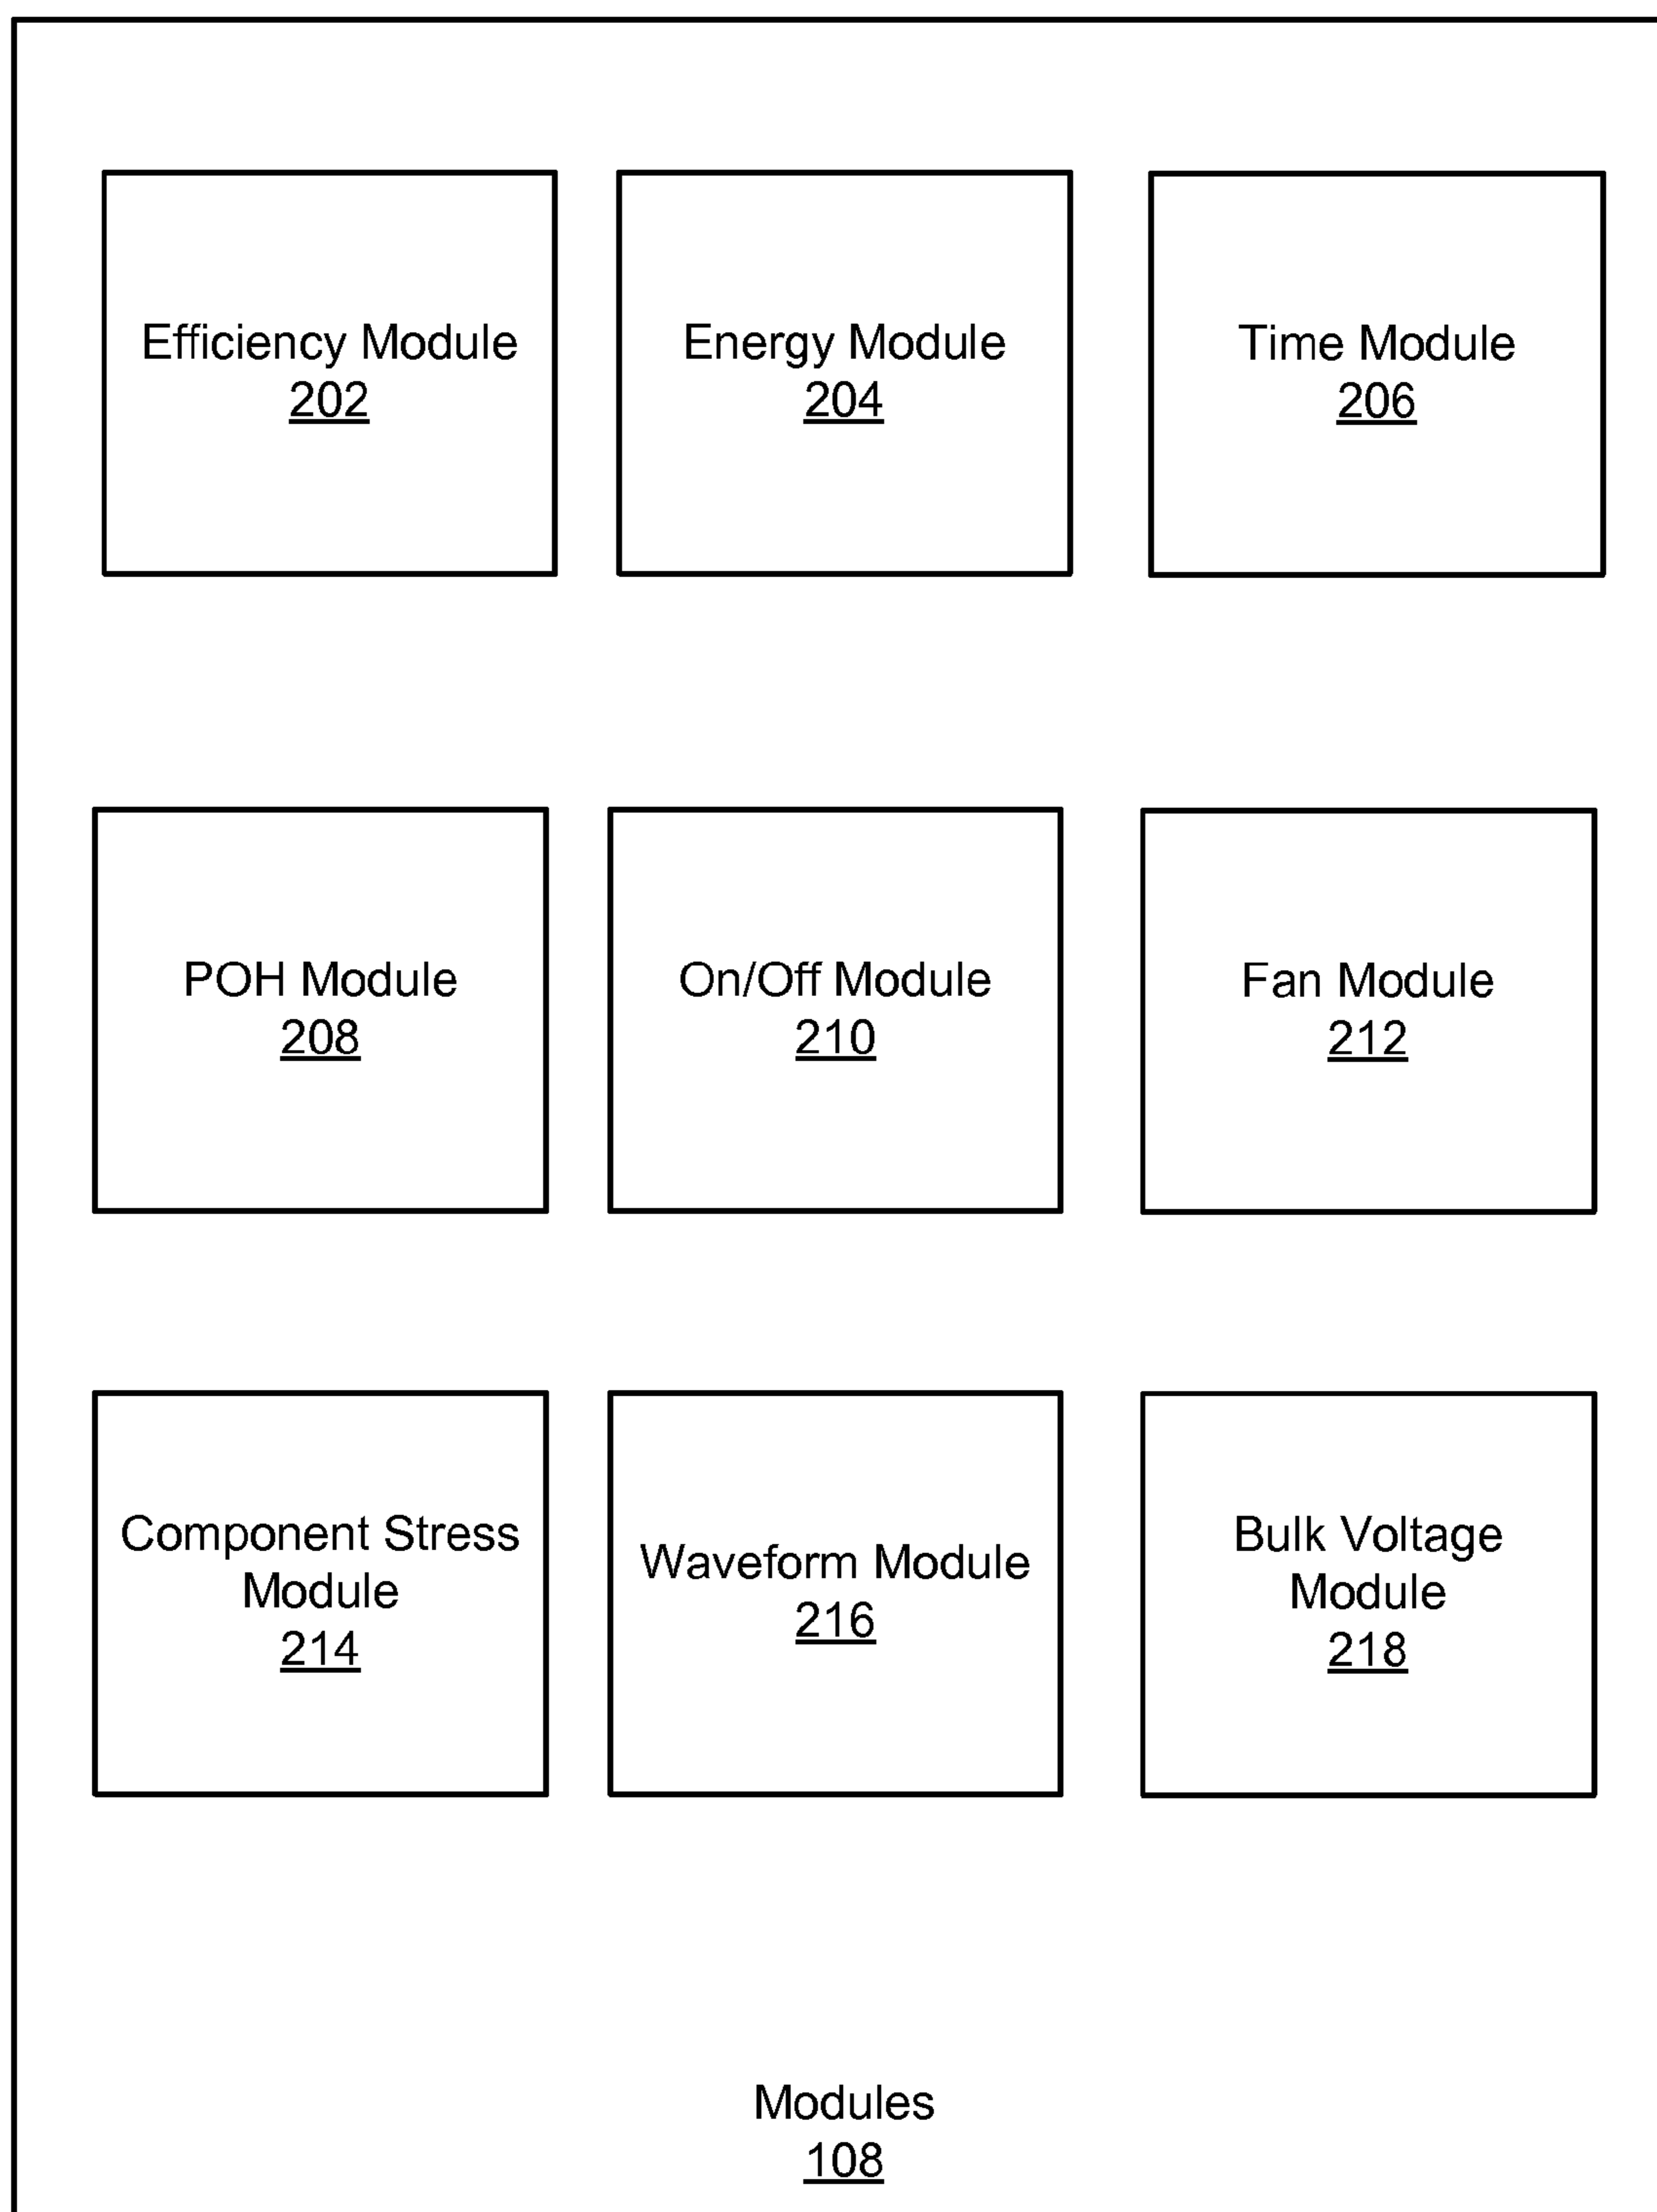 Efficiency Module
202
Energy Module
204
Time Module
206
POH Module
208
On/Off Module
210
Fan Module
212
Component Stress
Module
214
Waveform Module
216
Bulk Voltage
Module
218
Modules
108